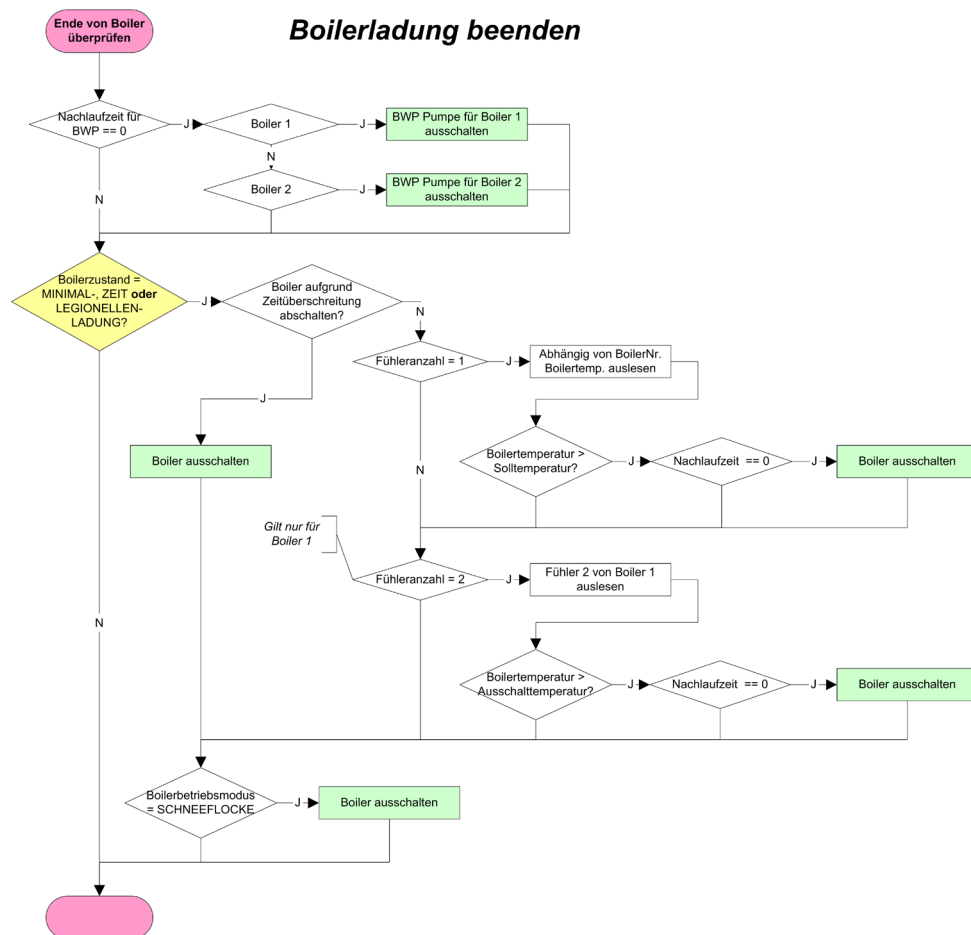 Boilerladung beenden
Ende von Boiler
überprüfen
Nachlaufzeit für
BWP == 0
J
Boiler 1
J
BWP Pumpe für Boiler 1
ausschalten
N
N
Boiler 2
J
BWP Pumpe für Boiler 2
ausschalten
Boilerzustand =
MINIMAL-, ZEIT oder
LEGIONELLEN-
LADUNG?
J
Boiler aufgrund
Zeitüberschreitung
abschalten?
N
Fühleranzahl = 1
J
Abhängig von BoilerNr.
Boilertemp. auslesen
J
Boiler ausschalten
N
Boilertemperatur >
Solltemperatur?
J
Nachlaufzeit == 0
J
Boiler ausschalten
Gilt nur für
Boiler 1
Fühleranzahl = 2
J
Fühler 2 von Boiler 1
auslesen
N
Boilertemperatur >
Ausschalttemperatur?
J
Nachlaufzeit == 0
J
Boiler ausschalten
Boilerbetriebsmodus
= SCHNEEFLOCKE
J
Boiler ausschalten